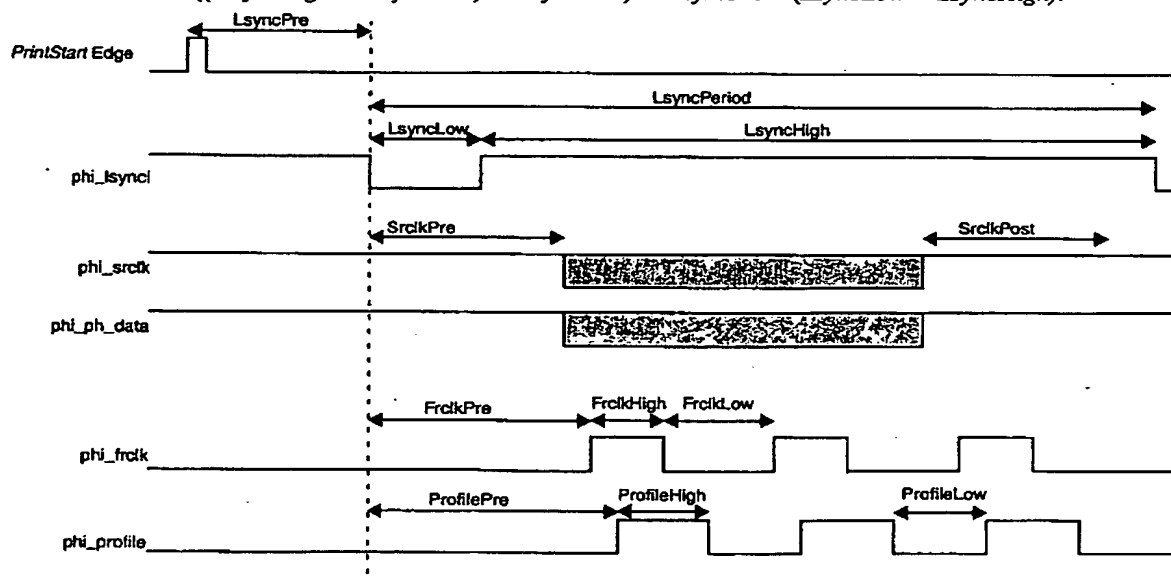 LsyncPre
PrintStart Edge
LsyncPeriod
LsyncLow
LsyncHigh
phi_lsyncl
SrclkPre
SrclkPost
phi_srclk
phi_ph_data
FrclkPre
FrclkHigh
FrclkLow
phi_frclk
ProfilePre
ProfileHigh
ProfileLow
phi_profile